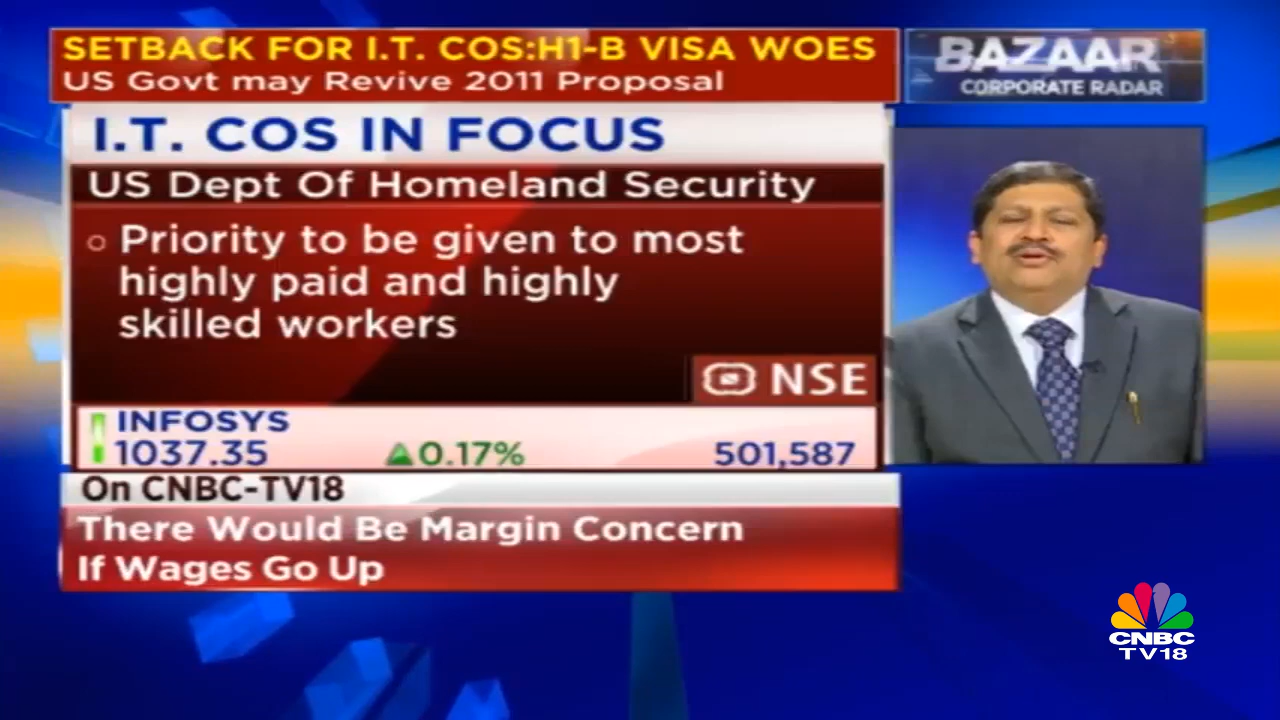 SETBACK FOR I.T. COS:H1-B VISA WOES
US Govt may Revive 2011 Proposal
BAZAAR
CORPORATE RADAR
I.T. COS IN FOCUS
US Dept Of Homeland Security
Priority to be given to most
highly paid and highly
skilled workers
NSE
INFOSYS
1037.35 0.17% 501,587
On CNBC-TV18
There Would Be Margin Concern
If Wages Go Up
CNBC
TV18